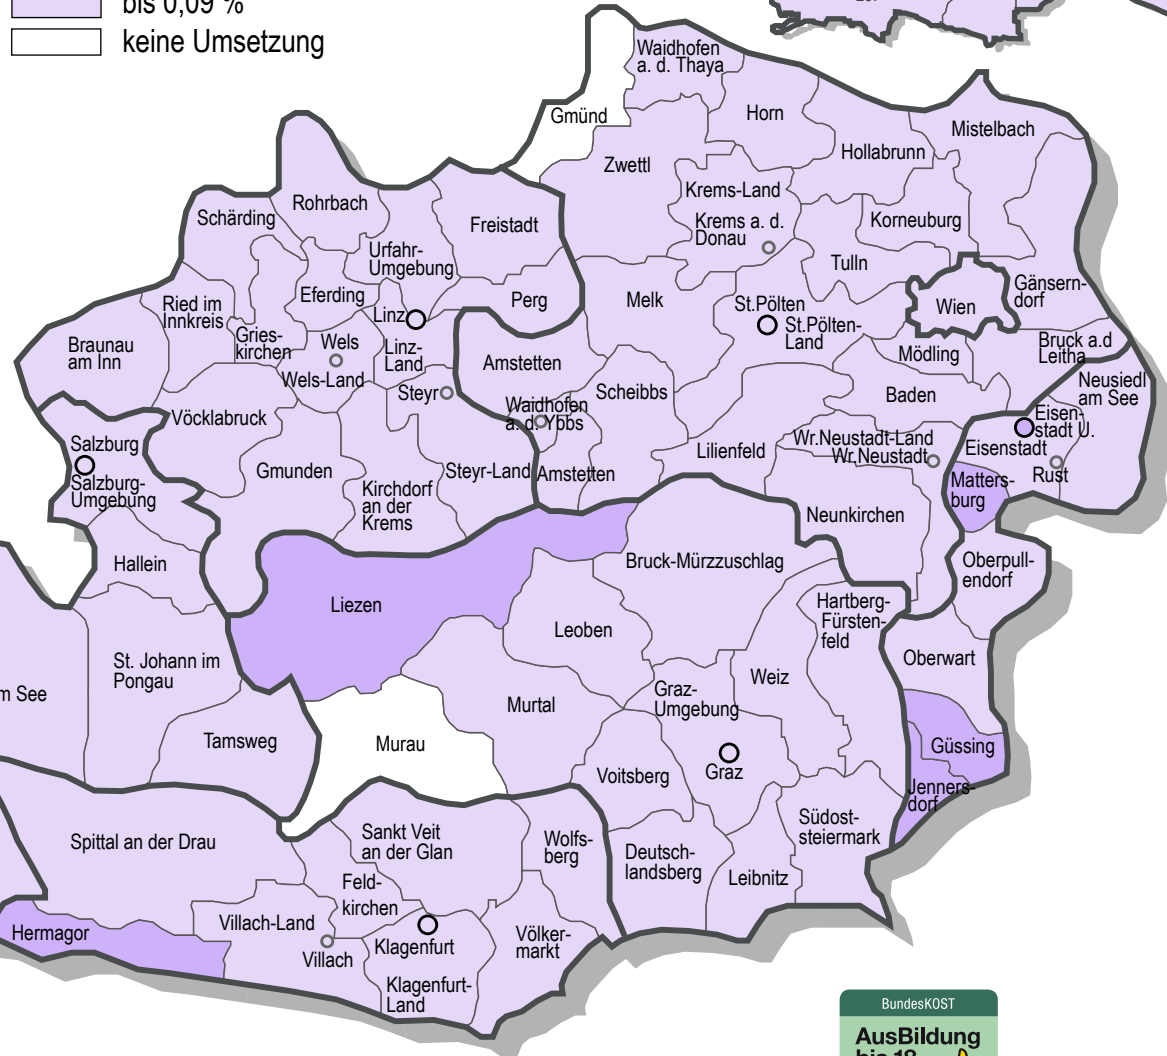 bis 0,09 %
keine Umsetzung
Waidhofen
a. d. Thaya
Gmünd
Horn
Mistelbach
Hollabrunn
Zwettl
Krems-Land
Krems a. d.
Donau
Korneuburg
Rohrbach
Schärding
Freistadt
Urfahr-
Umgebung
Tulln
Gänsern-
dorf
Eferding
Perg
Melk
Wien
St.Pölten
St.Pölten-
Land
Ried im
Innkreis
Linz
Gries-
kirchen
Wels
Linz-
Land
Braunau
am Inn
Amstetten
Mödling
Bruck a.d
Leitha
Wels-Land
Steyr
Scheibbs
Baden
Neusiedl
am See
Waidhofen
a. d. Ybbs
Vöcklabruck
Eisen-
stadt U.
Salzburg
Wr.Neustadt-Land
Wr.Neustadt
Eisenstadt
Lilienfeld
Salzburg-
Umgebung
Gmunden
Steyr-Land
Amstetten
Rust
Matters-
burg
Kirchdorf
an der
Krems
Neunkirchen
Hallein
Bruck-Mürzzuschlag
Oberpull-
endorf
Liezen
Hartberg-
Fürsten-
feld
Leoben
Oberwart
St. Johann im
Pongau
Weiz
m See
Graz-
Umgebung
Murtal
Tamsweg
Murau
Güssing
Voitsberg
Graz
Jenners-
dorf
Südost-
steiermark
Spittal an der Drau
Sankt Veit
an der Glan
Wolfs-
berg
Deutsch-
landsberg
Leibnitz
Feld-
kirchen
Villach-Land
Hermagor
Klagenfurt
Völker-
markt
Villach
Klagenfurt-
Land
BundesKOST
AusBildung
bis 18